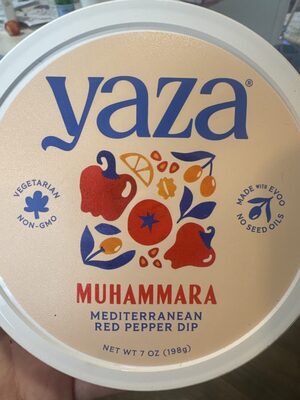 yaza®
VEGETARIAN
NON-GMO
MADE WITH EVOO
NO SEED OILS
MUHAMMARA
MEDITERRANEAN
RED PEPPER DIP
NET WT 7 OZ (198g)